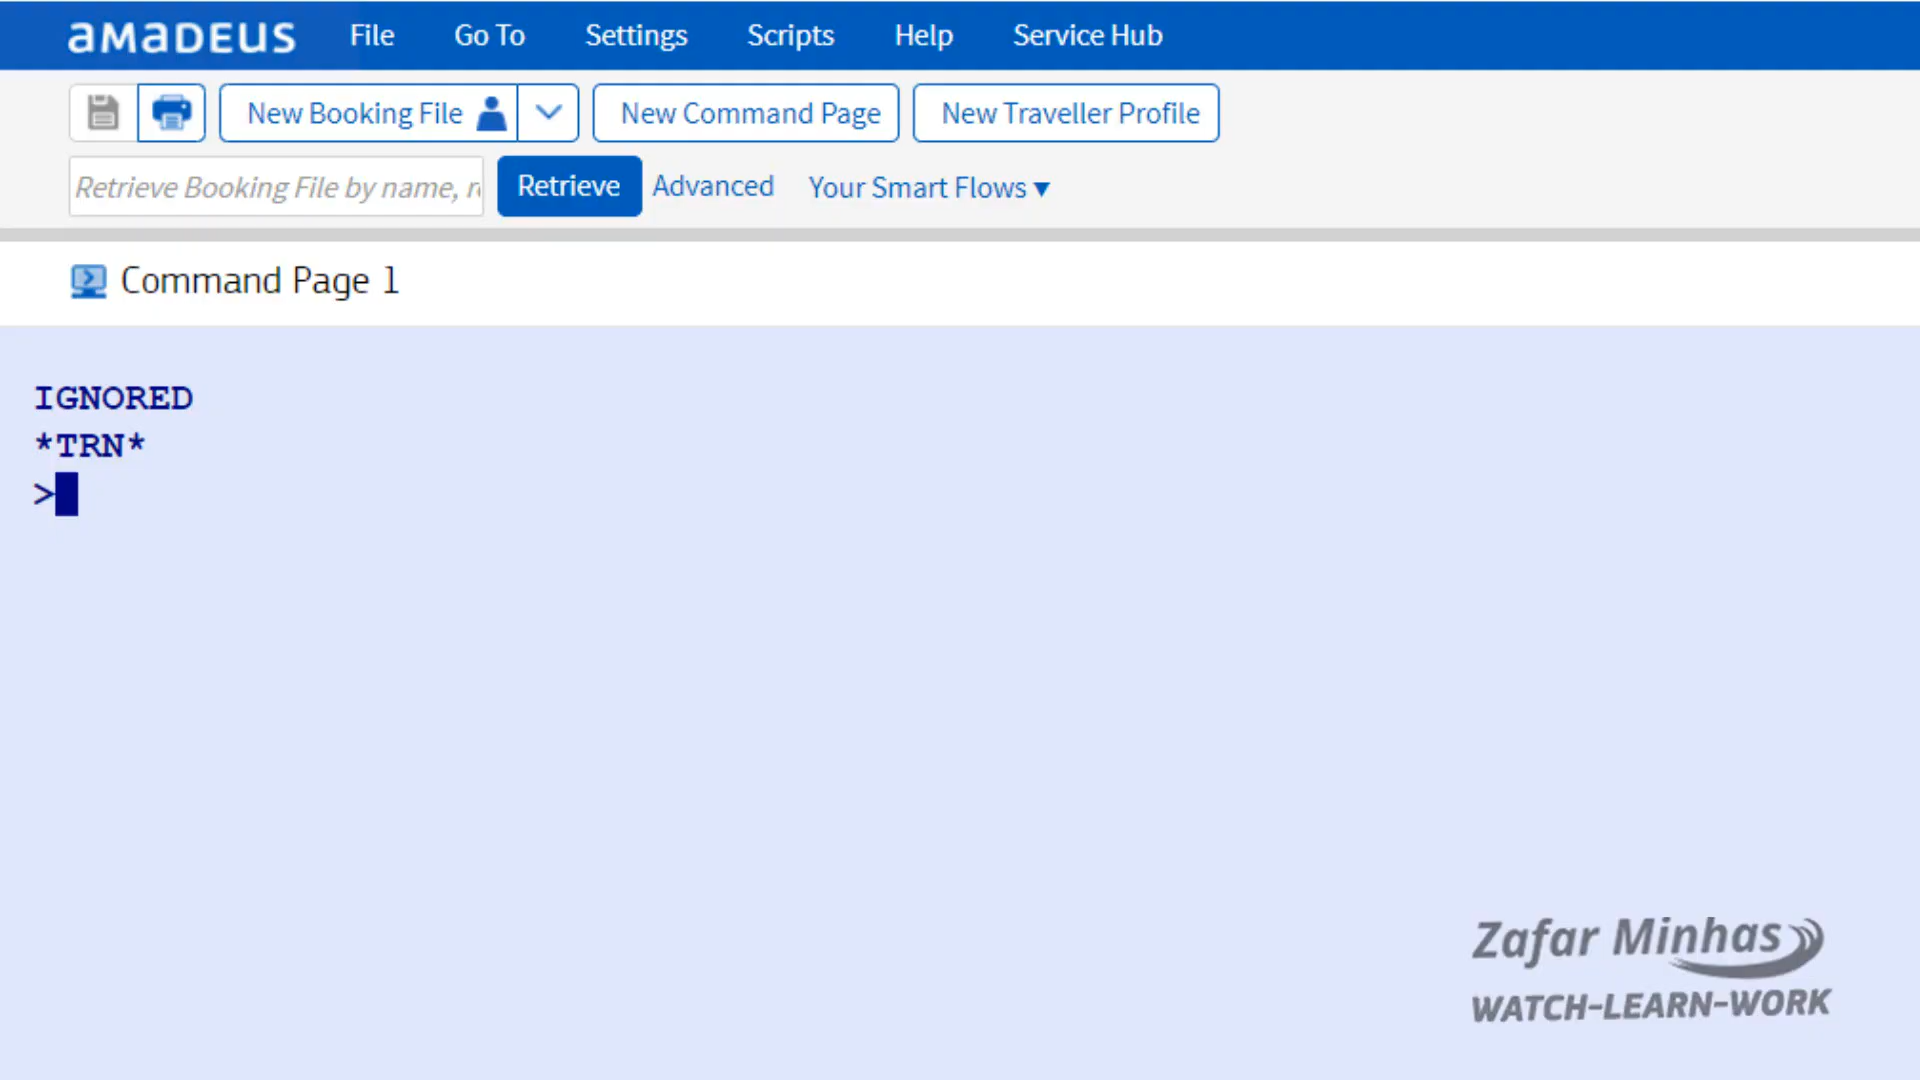 amadeus File Go To Settings Scripts Help Service Hub
New Booking File New Command Page New Traveller Profile
Retrieve Booking File by name, Retrieve Advanced Your Smart Flows
Command Page 1
IGNORED
*TRN*
>
Zafar Minhas
WATCH-LEARN-WORK